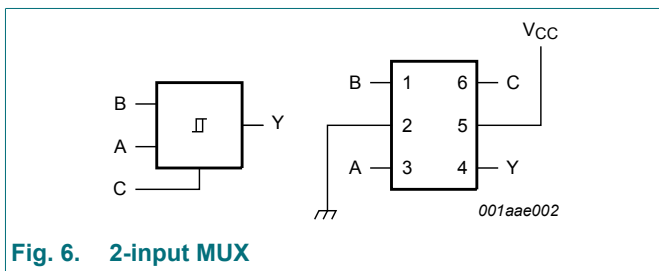 VCC
B
A
C
Y
B 1 6 C
2 5
A 3 4 Y
001aae002
Fig. 6. 2-input MUX